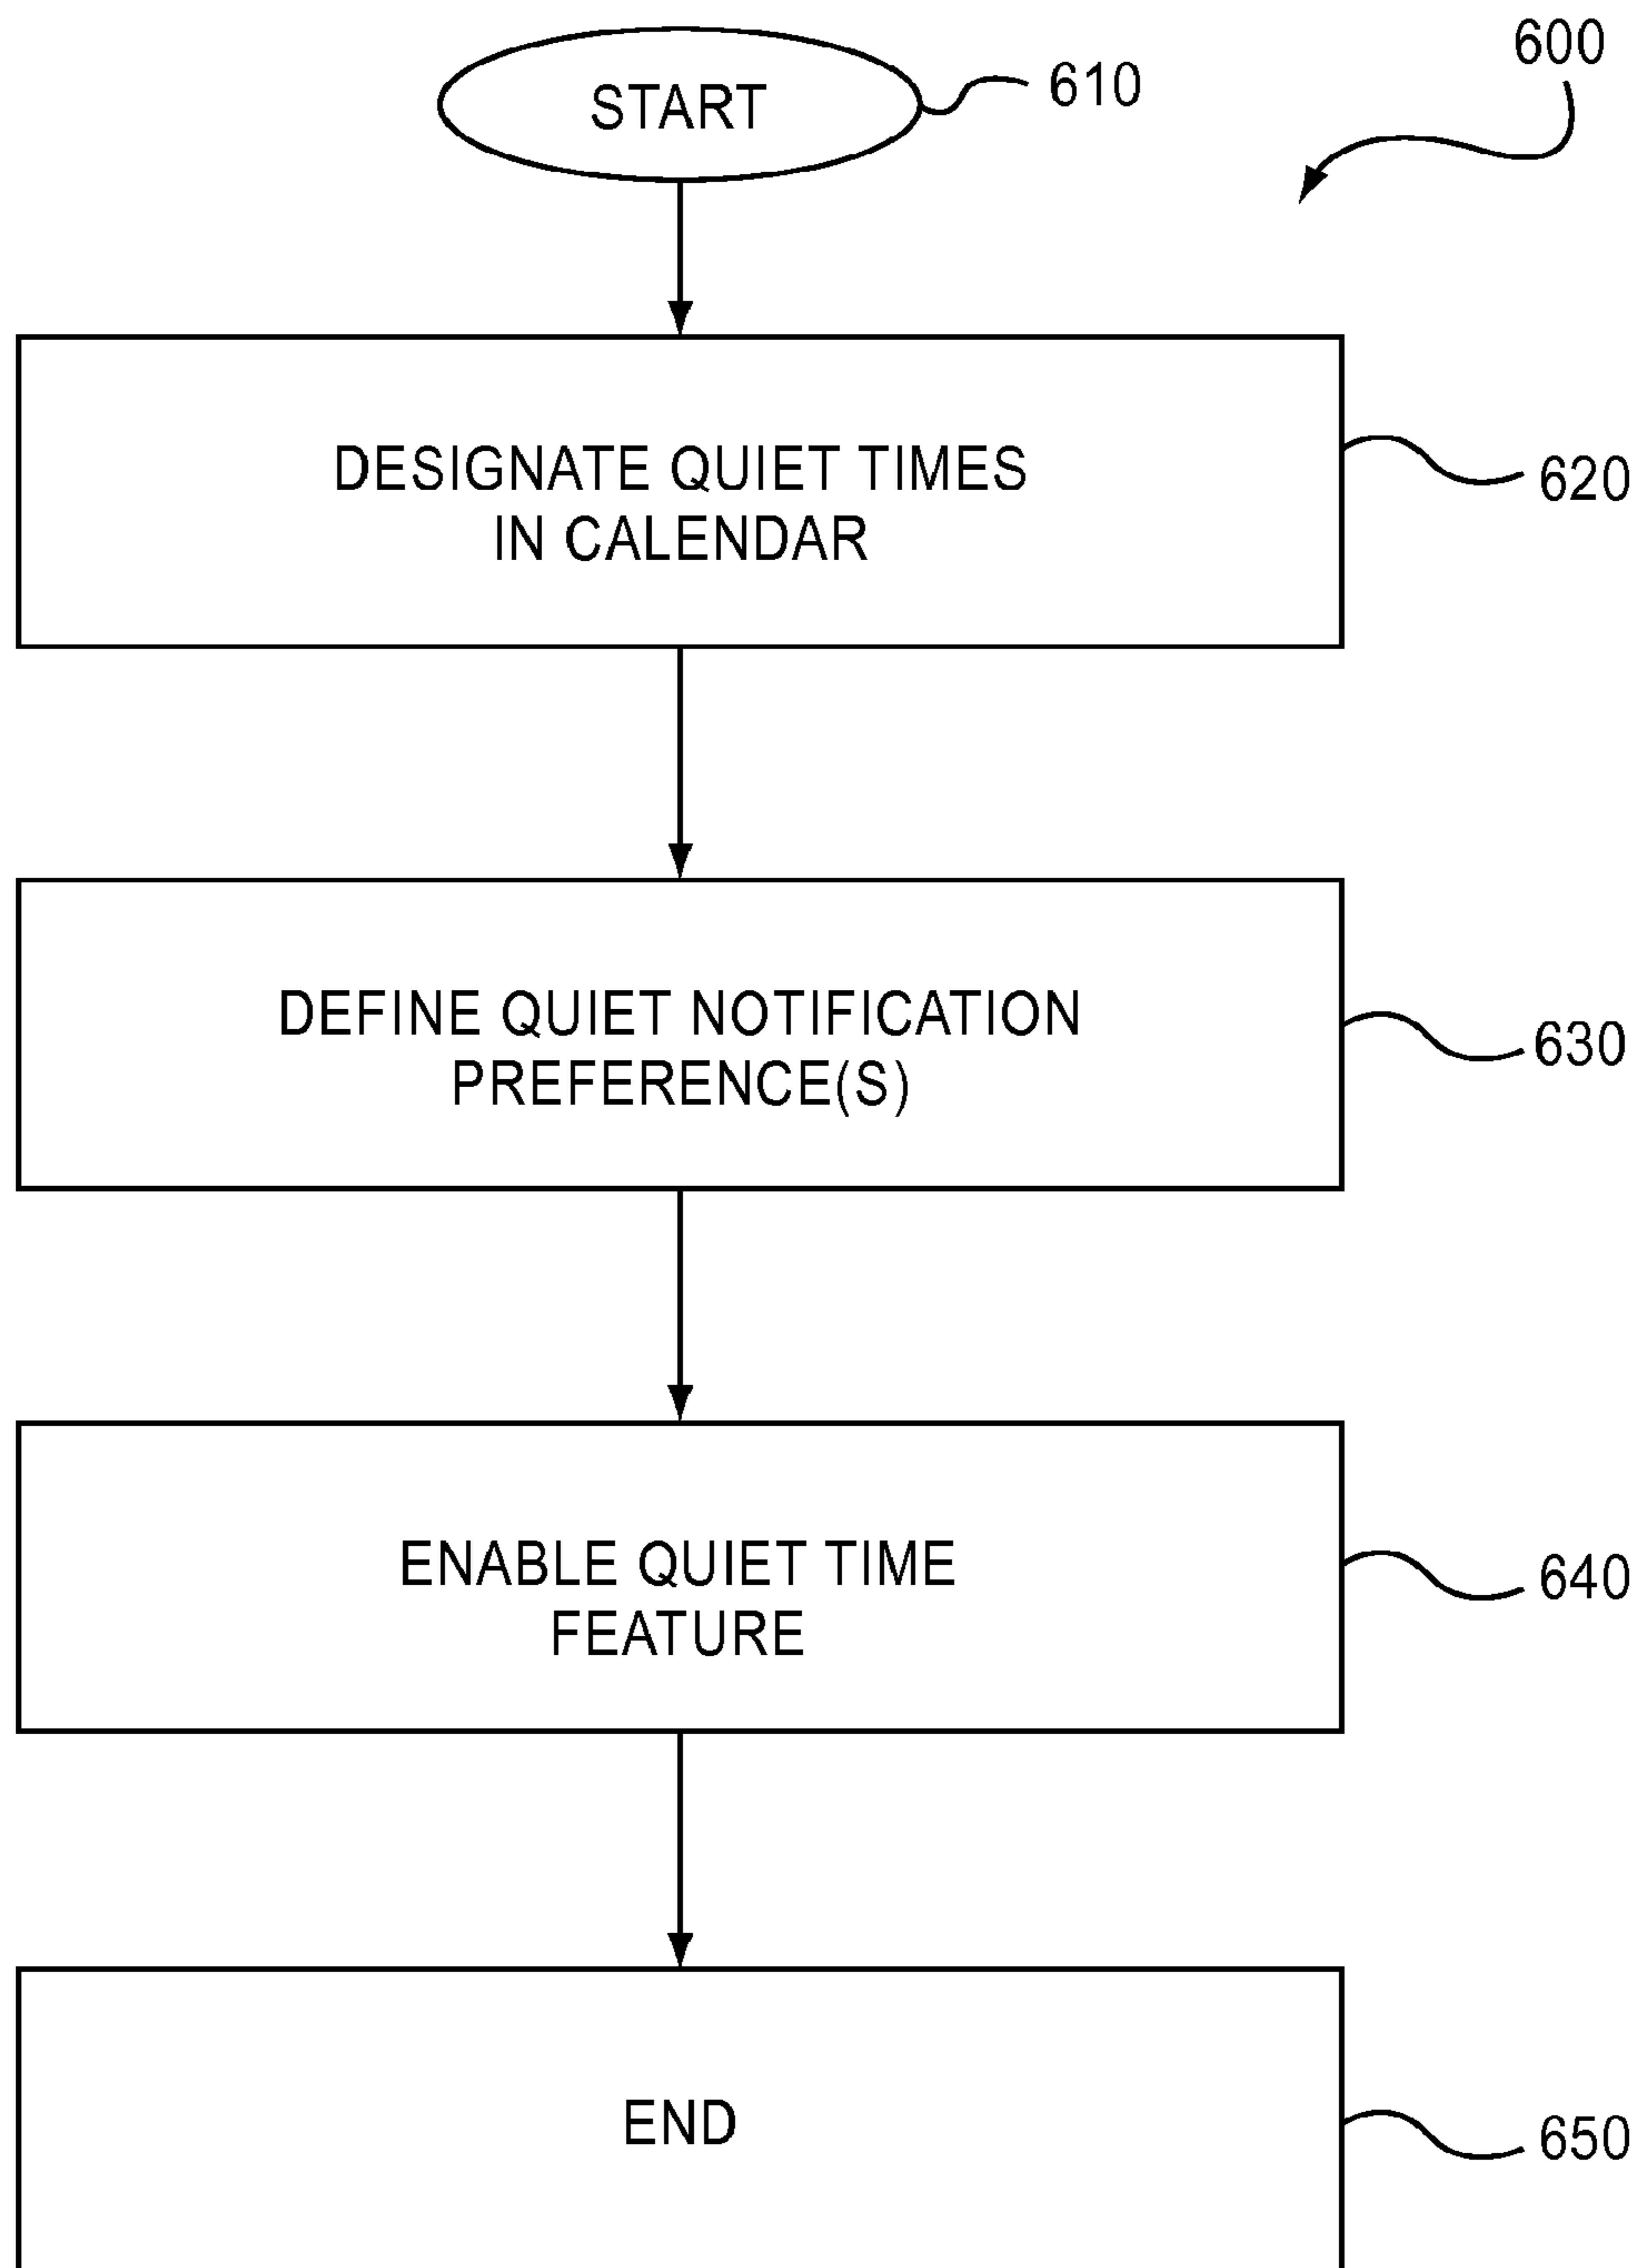 600
START
610
DESIGNATE QUIET TIMES
IN CALENDAR
620
DEFINE QUIET NOTIFICATION
PREFERENCE(S)
630
ENABLE QUIET TIME
FEATURE
640
END
650